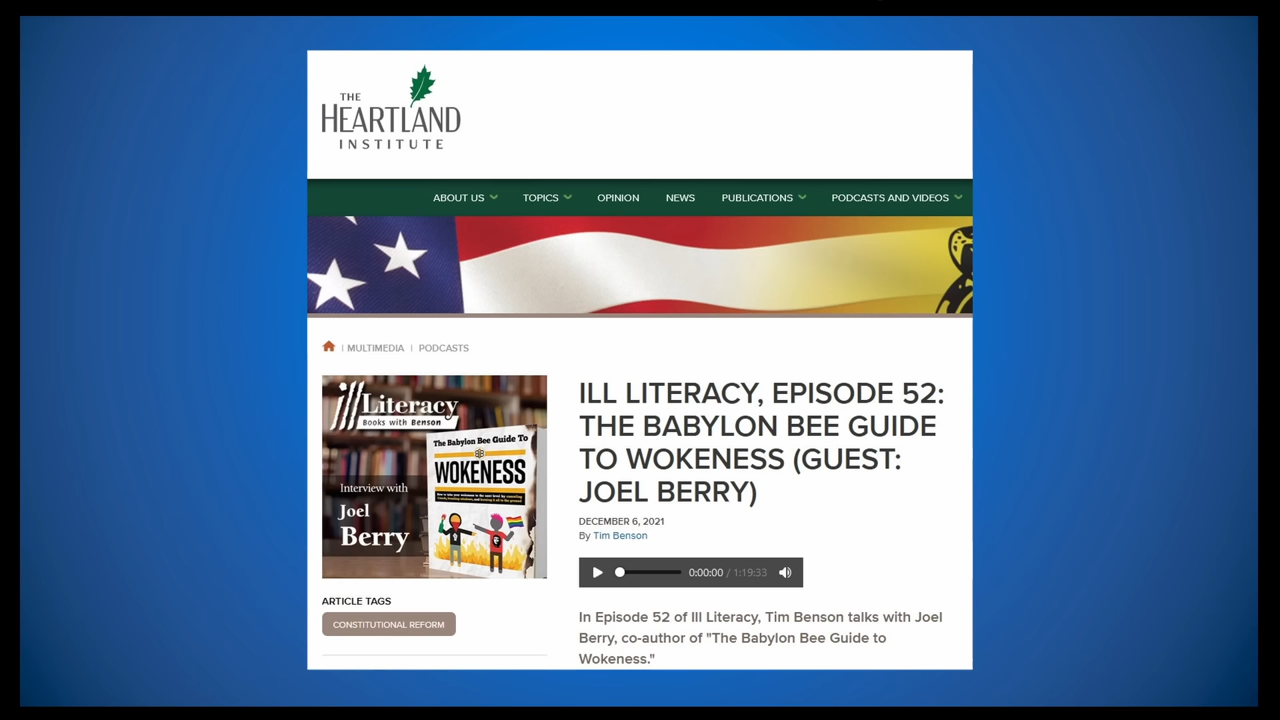 THE
HEARTLAND
INSTITUTE
ABOUT US
TOPICS
OPINION
NEWS
PUBLICATIONS
PODCASTS AND VIDEOS
| MULTIMEDIA | PODCASTS
ill Literacy
Books with Benson
Interview with
Joel
Berry
The Babylon Bee Guide To
WOKENESS
ARTICLE TAGS
CONSTITUTIONAL REFORM
ILL LITERACY, EPISODE 52:
THE BABYLON BEE GUIDE
TO WOKENESS (GUEST:
JOEL BERRY)
DECEMBER 6, 2021
By Tim Benson
0:00:00 / 1:19:33
In Episode 52 of Ill Literacy, Tim Benson talks with Joel
Berry, co-author of "The Babylon Bee Guide to
Wokeness."